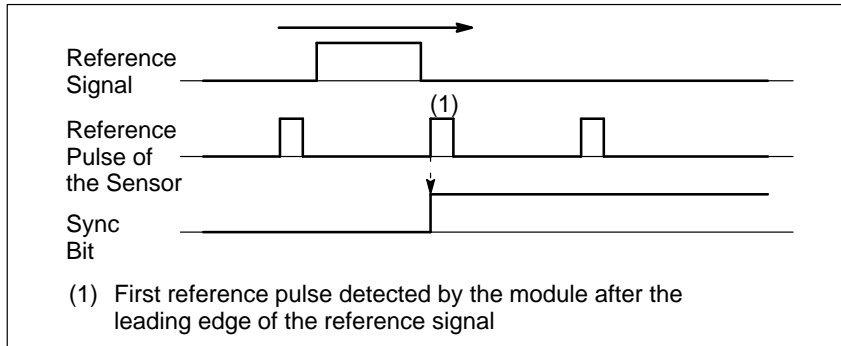 Reference
Signal
(1)
Reference
Pulse of
the Sensor
Sync
Bit
(1) First reference pulse detected by the module after the
leading edge of the reference signal